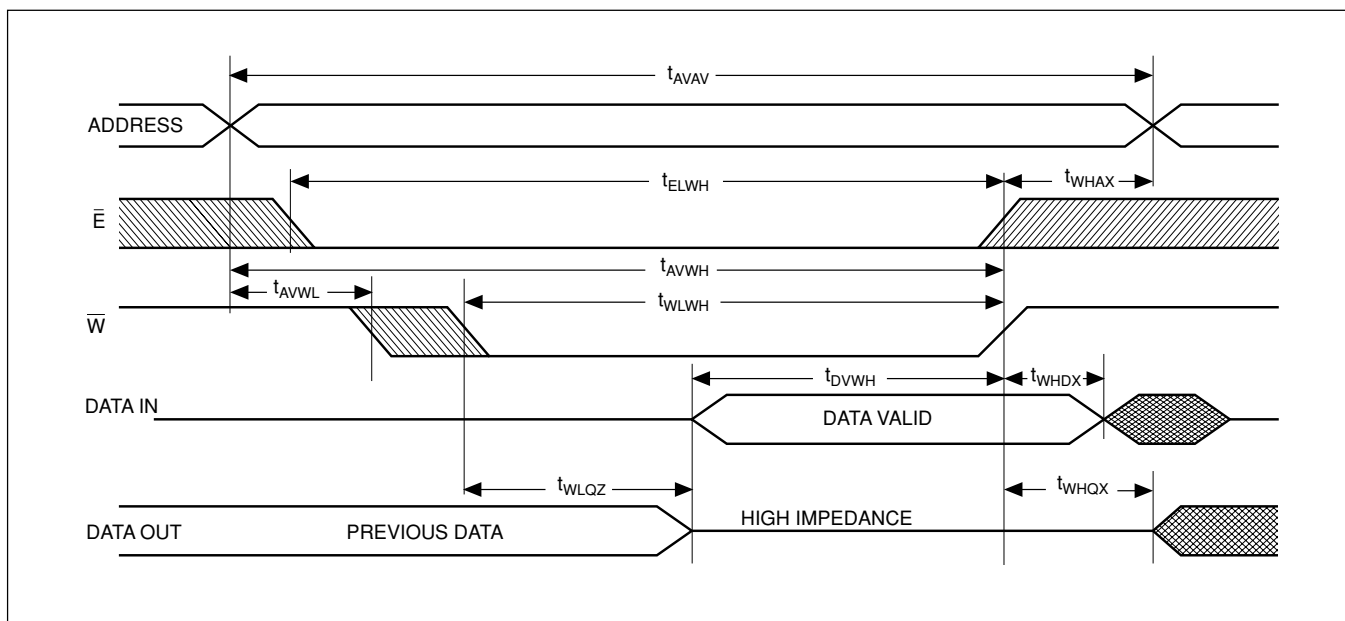 tAVAV
ADDRESS
tELWH
tWHAX
E̅
tAVWH
tAVWL
tWLWH
W̅
tDVWH
tWHDX
DATA IN
DATA VALID
tWLQZ
tWHQX
HIGH IMPEDANCE
DATA OUT
PREVIOUS DATA